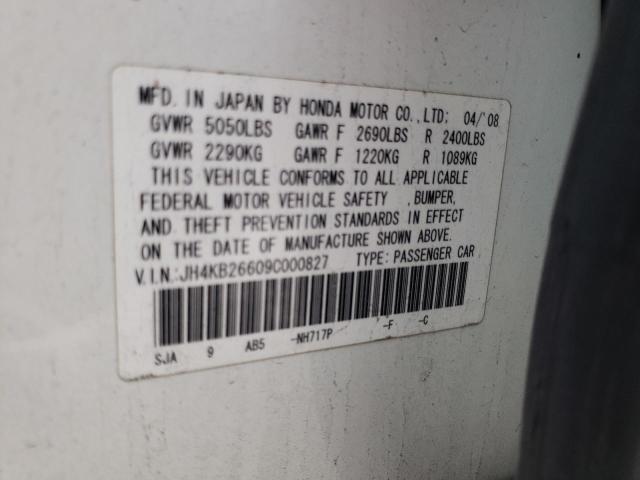 MFD. IN JAPAN BY HONDA MOTOR CO.,LTD: 04/'08
GVWR 5050LBS GAWR F 2690LBS R 2400LBS
GVWR 2290KG GAWR F 1220KG R 1089KG
THIS VEHICLE CONFORMS TO ALL APPLICABLE
FEDERAL MOTOR VEHICLE SAFETY ,BUMPER,
AND THEFT PREVENTION STANDARDS IN EFFECT
ON THE DATE OF MANUFACTURE SHOWN ABOVE.
V.I.N.:JH4KB26609C000827 TYPE: PASSENGER CAR
SJA 9 AB5 -NH717P -F -C